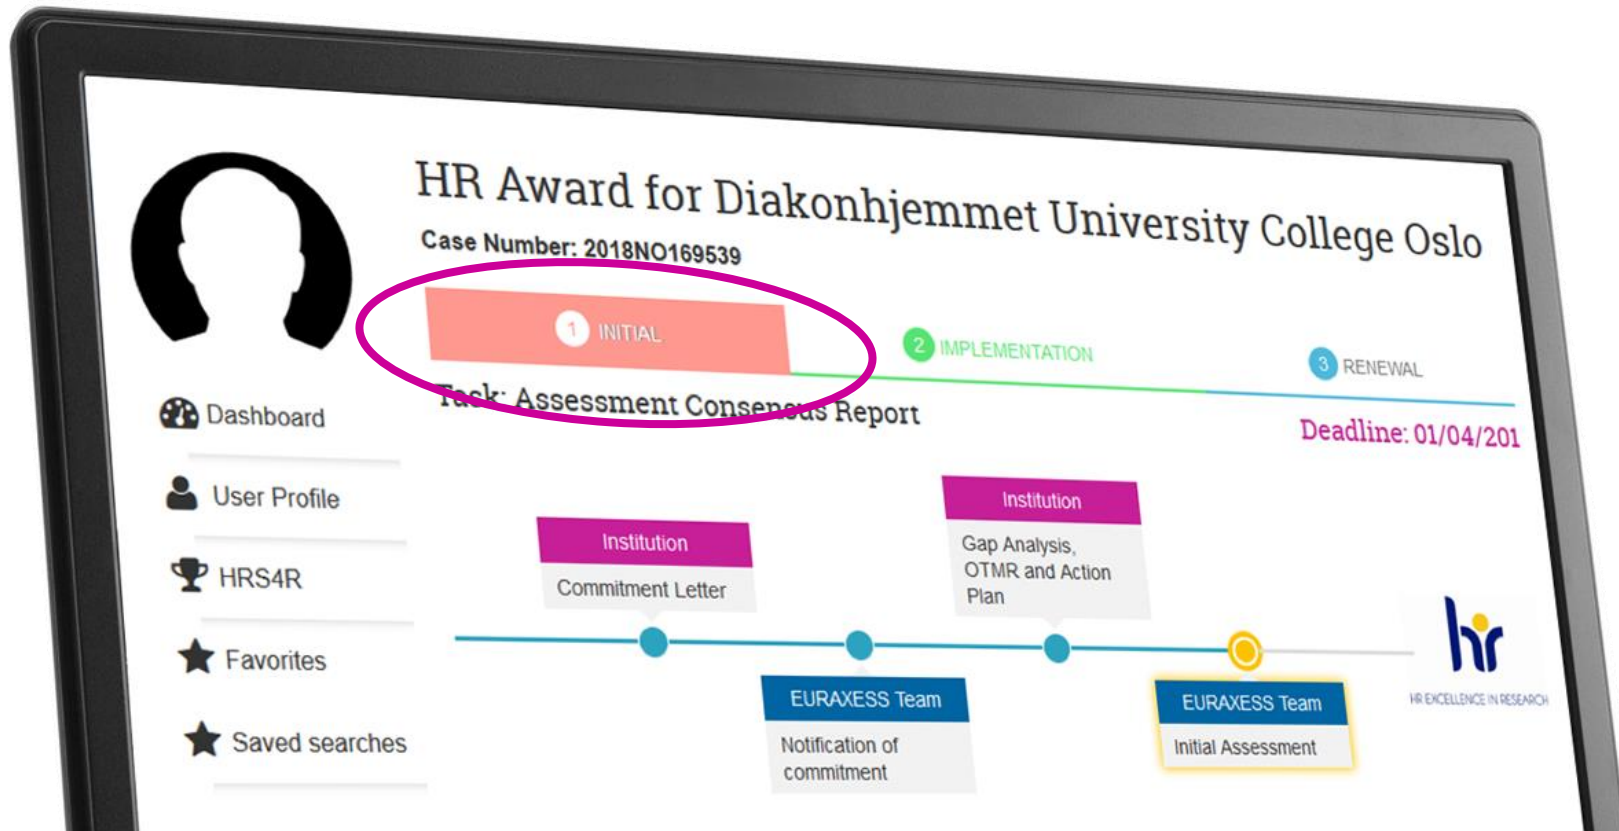 HR Award for Diakonhjemmet University College Oslo
Case Number: 2018NO169539
1 INITIAL
2 IMPLEMENTATION
3 RENEWAL
Task: Assessment Consensus Report
Deadline: 01/04/201
Dashboard
User Profile
HRS4R
Favorites
Saved searches
Institution
Commitment Letter
EURAXESS Team
Notification of
commitment
Institution
Gap Analysis,
OTMR and Action
Plan
EURAXESS Team
Initial Assessment
hr
HR EXCELLENCE IN RESEARCH